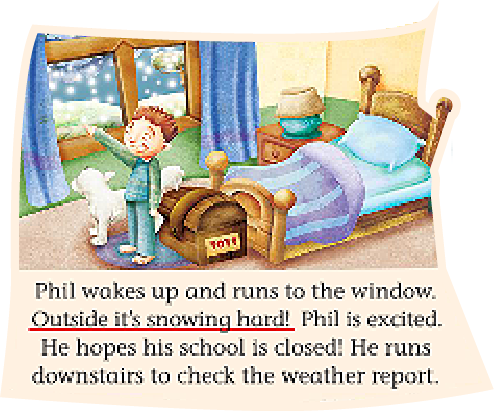 TOYS
Phil wakes up and runs to the window.
Outside it's snowing hard! Phil is excited.
He hopes his school is closed! He runs
downstairs to check the weather report.